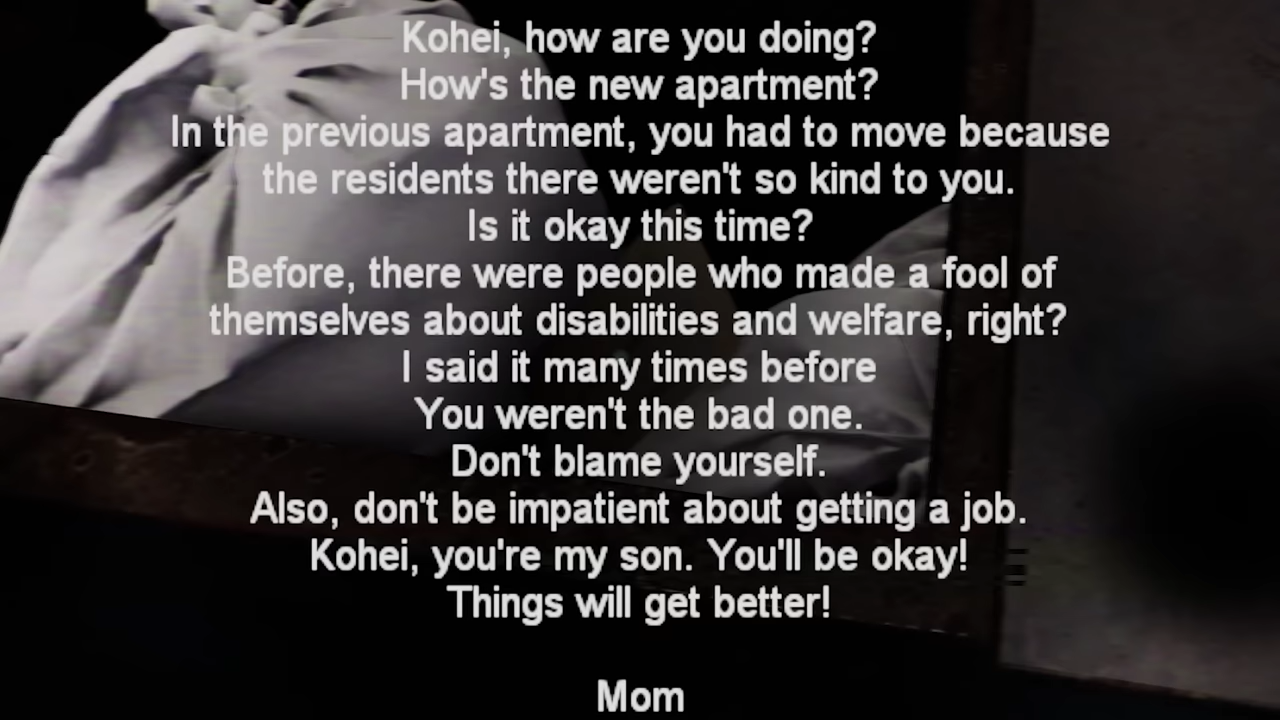 Kohei, how are you doing?
How's the new apartment?
In the previous apartment, you had to move because
the residents there weren't so kind to you.
Is it okay this time?
Before, there were people who made a fool of
themselves about disabilities and welfare, right?
I said it many times before
You weren't the bad one.
Don't blame yourself.
Also, don't be impatient about getting a job.
Kohei, you're my son. You'll be okay!
Things will get better!
Mom